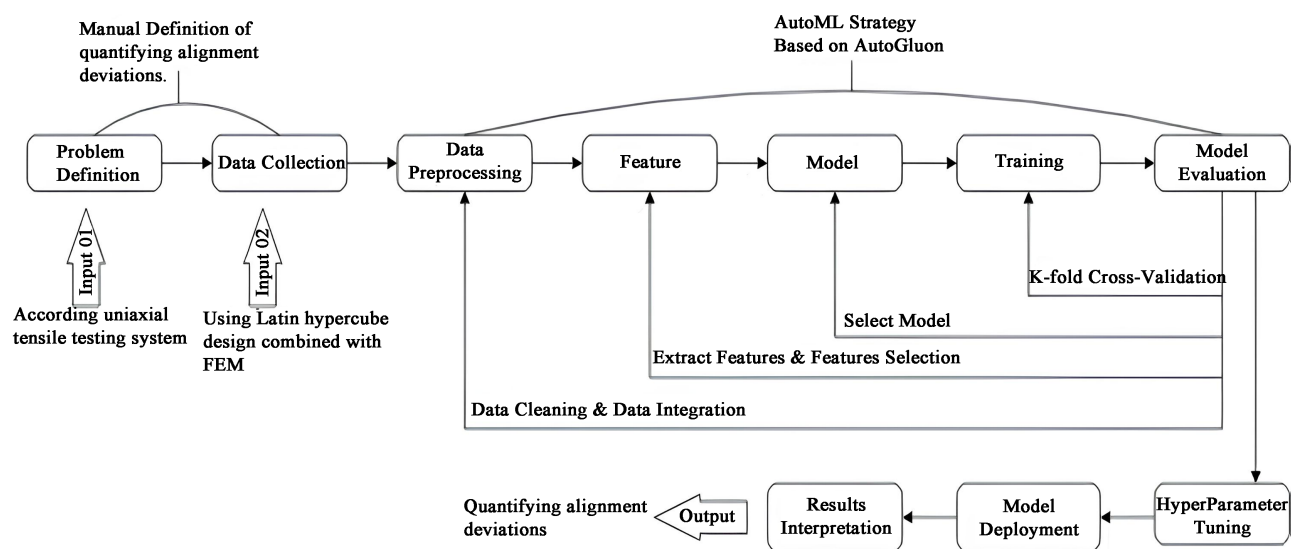 Manual Definition of
quantifying alignment
deviations.
AutoML Strategy
Based on AutoGluon
Problem
Definition
Data Collection
Data
Preprocessing
Feature
Model
Training
Model
Evaluation
Input 01
Input 02
According uniaxial
tensile testing system
Using Latin hypercube
design combined with
FEM
K-fold Cross-Validation
Select Model
Extract Features & Features Selection
Data Cleaning & Data Integration
Quantifying alignment
deviations
Output
Results
Interpretation
Model
Deployment
HyperParameter
Tuning